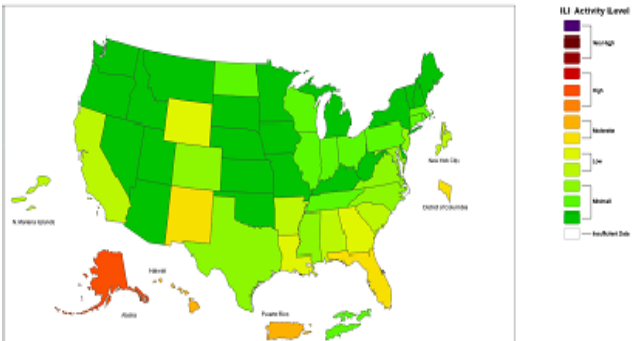 ILI Activity Level
Very High
High
Moderate
Low
Minimal
Insufficient Data
New York City
District of Columbia
N. Mariana Islands
Hawaii
Alaska
Puerto Rico